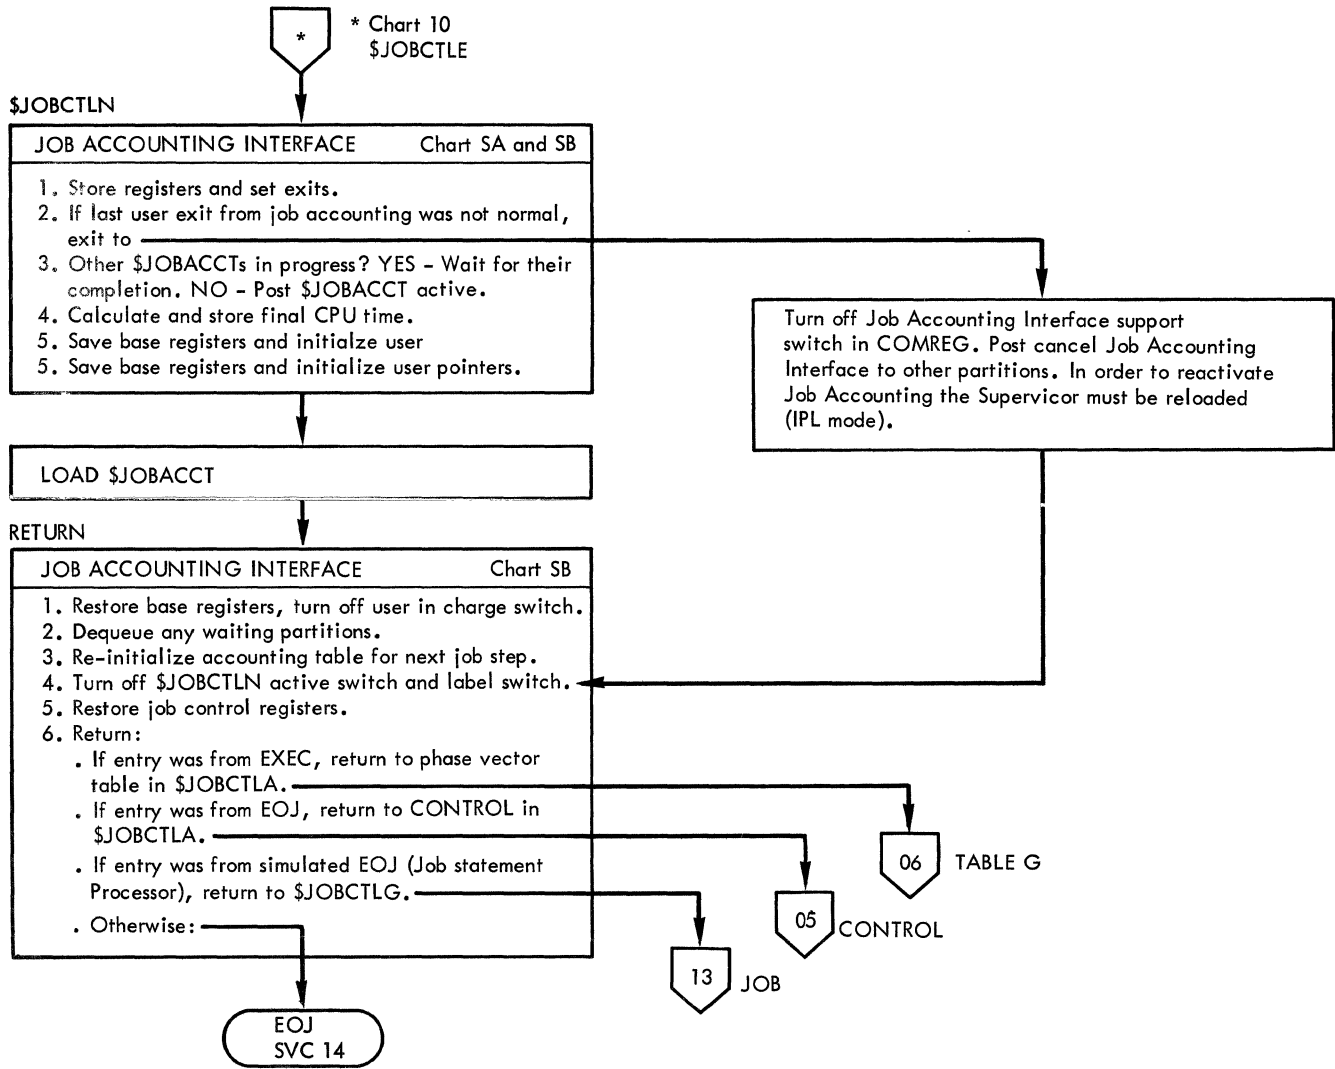 * Chart 10
*
$JOBCTLE
$JOBCTLN
JOB ACCOUNTING INTERFACE Chart SA and SB
1. Store registers and set exits.
2. If last user exit from job accounting was not normal,
exit to
3. Other $JOBACCTs in progress? YES - Wait for their
completion. NO - Post $JOBACCT active.
4. Calculate and store final CPU time.
5. Save base registers and initialze user
5. Save base registers and initialize user pointers.
Turn off Job Accounting Interface support
switch in COMREG. Post cancel Job Accounting
Interface to other partitions. In order to reactivate
Job Accounting the Supervicor must be reloaded
(IPL mode).
LOAD $JOBACCT
RETURN
JOB ACCOUNTING INTERFACE Chart SB
1. Restore base registers, turn off user in charge switch.
2. Dequeue any waiting partitions.
3. Re-initialize accounting table for next job step.
4. Turn off $JOBCTLN active switch and label switch.
5. Restore job control registers.
6. Return:
. If entry was from EXEC, return to phase vector
table in $JOBCTLA.
. If entry was from EOJ, return to CONTROL in
$JOBCTLA.
. If entry was from simulated EOJ (Job statement
Processor), return to $JOBCTLG.
. Otherwise:
06 TABLE G
05 CONTROL
13 JOB
EOJ
SVC 14